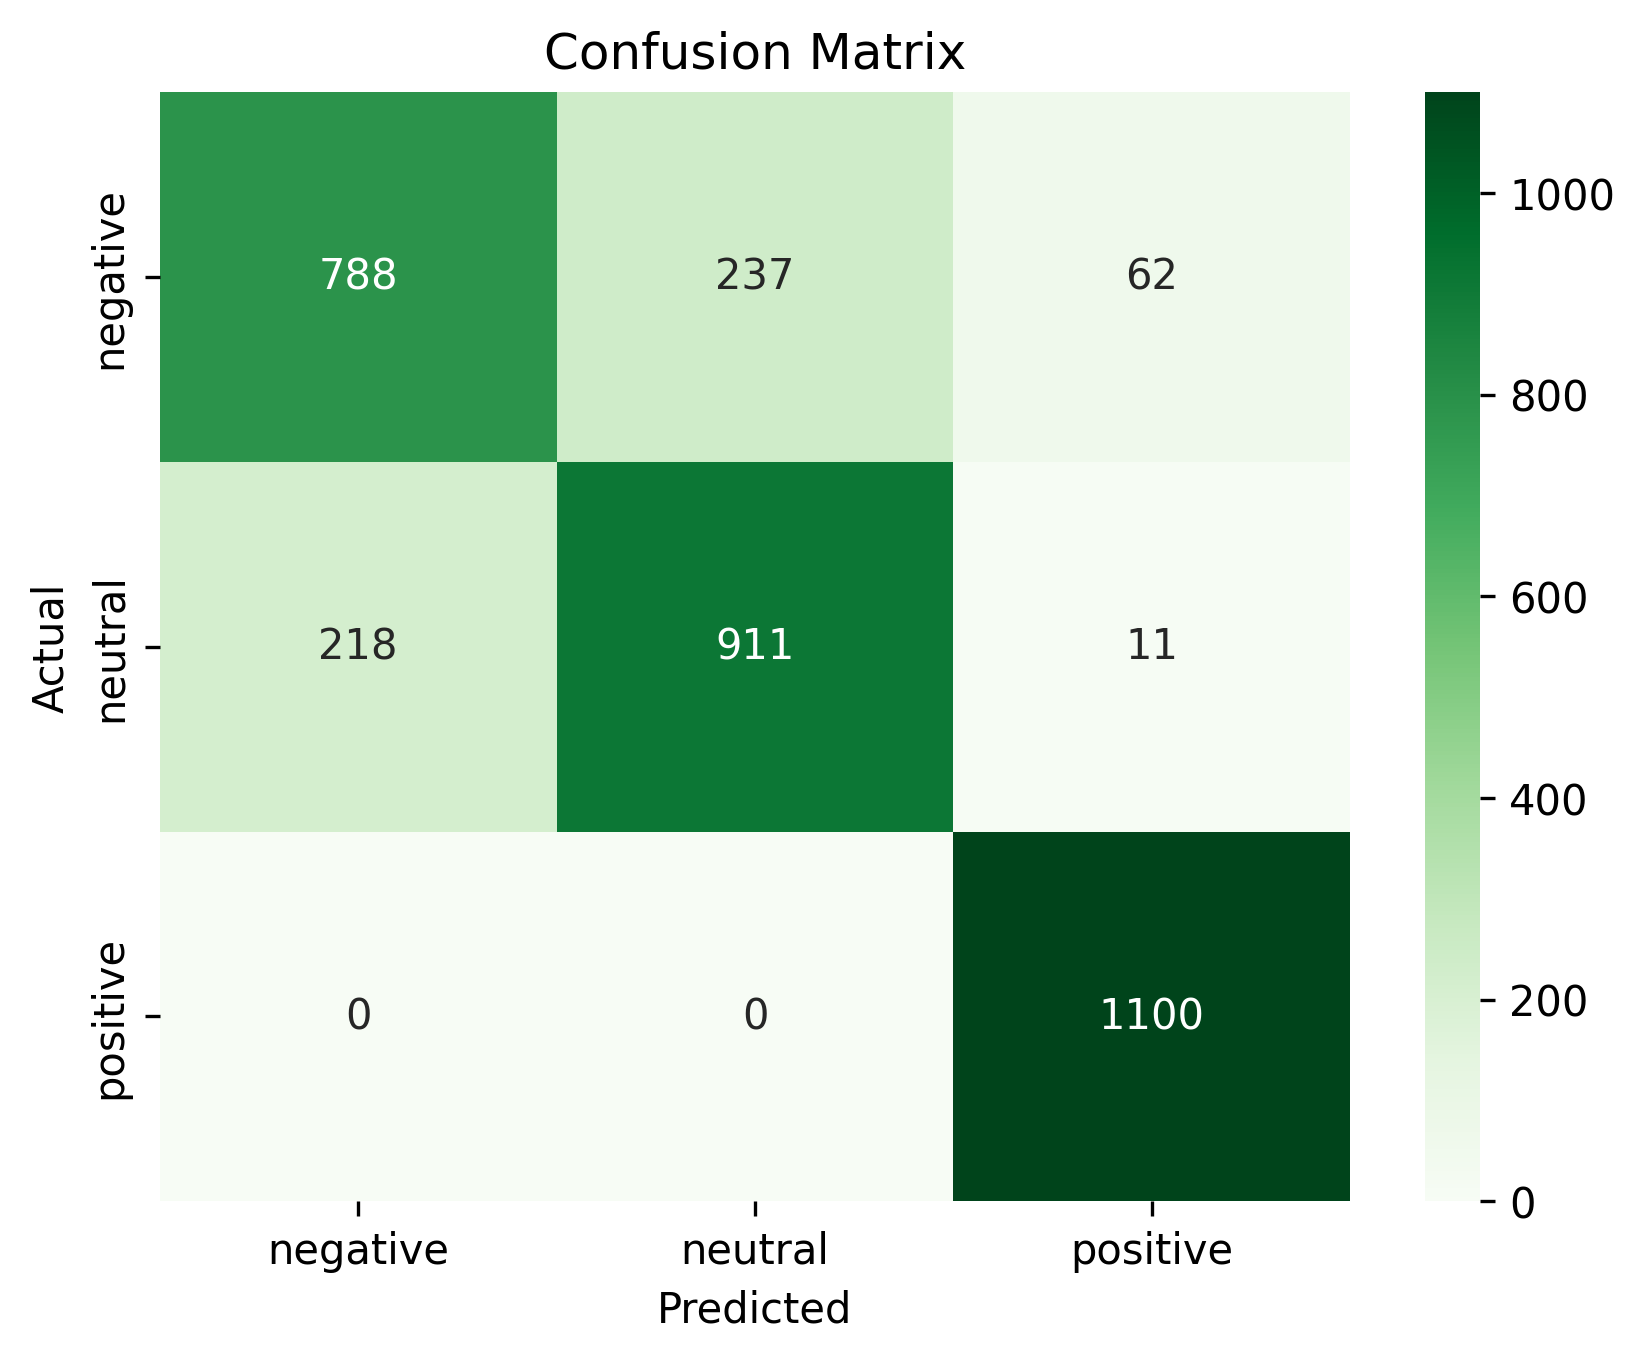 Confusion Matrix
negative
788
237
62
Actual
neutral
218
911
11
positive
0
0
1100
negative
neutral
positive
Predicted
1000
800
600
400
200
0